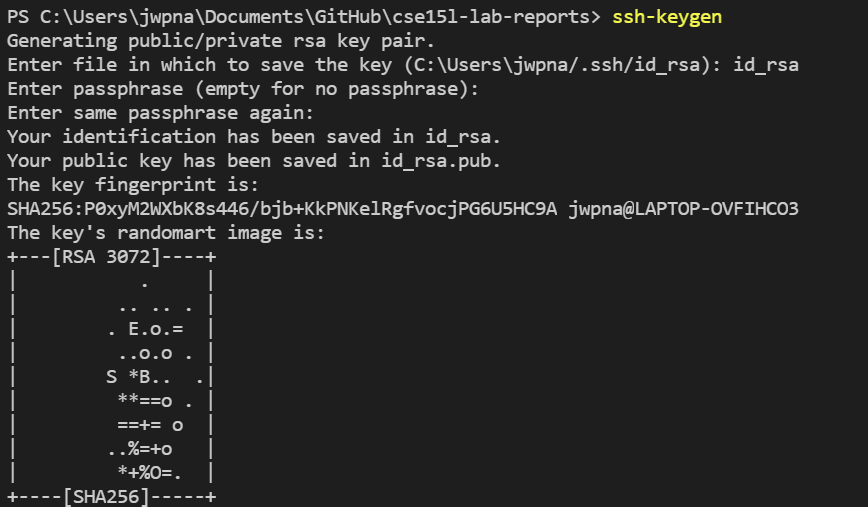 PS C:\Users\jwpna\Documents\GitHub\cse15l-lab-reports> ssh-keygen
Generating public/private rsa key pair.
Enter file in which to save the key (C:\Users\jwpna/.ssh/id_rsa): id_rsa
Enter passphrase (empty for no passphrase):
Enter same passphrase again:
Your identification has been saved in id_rsa.
Your public key has been saved in id_rsa.pub.
The key fingerprint is:
SHA256:P0xyM2WXbK8s446/bjb+KkPNKelRgfvocjPG6U5HC9A jwpna@LAPTOP-OVFIHCO3
The key's randomart image is:
+---[RSA 3072]----+
|          .     |
|        .. .. . |
|       . E.o.=  |
|        ..o.o . |
|       S *B..  .|
|        **==o . |
|        ==+= o  |
|       ..%=+o   |
|        *+%O=.  |
+----[SHA256]-----+